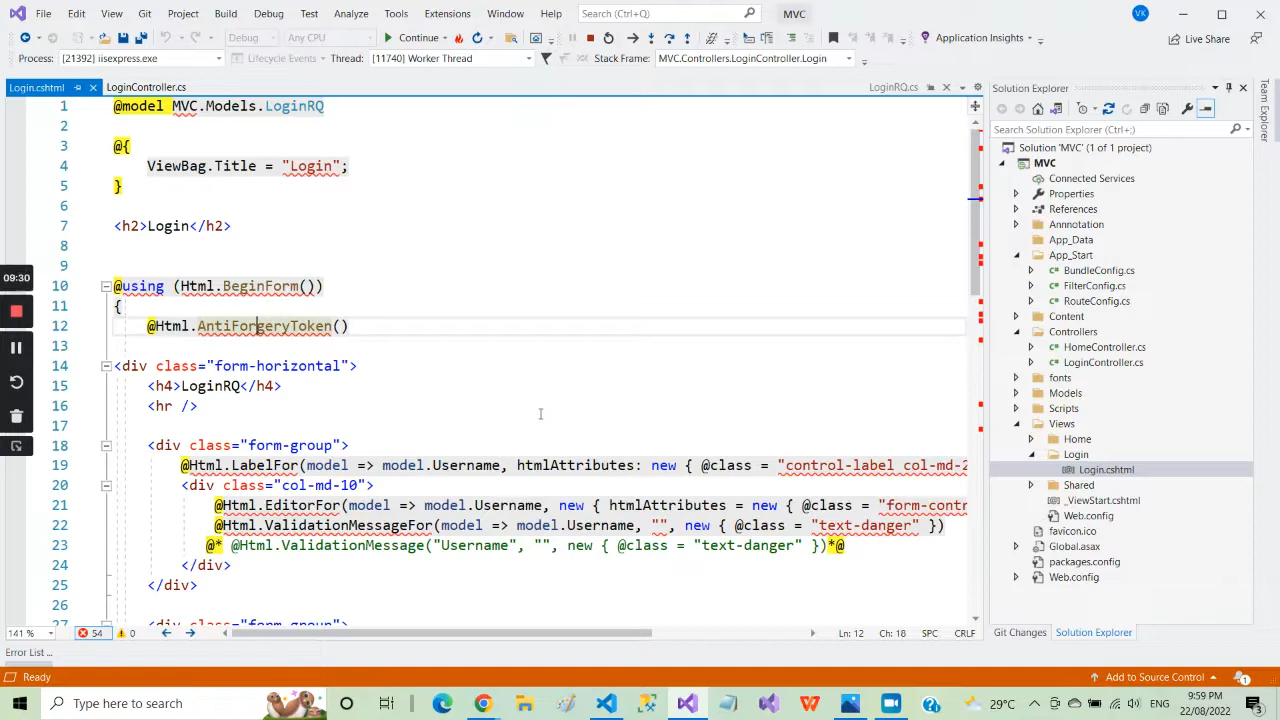 File Edit View Git Project Build Debug Test Analyze Tools Extensions Window Help Search (Ctrl+Q) MVC VK
Debug Any CPU Continue Application Insights Live Share
Process: [21392] iisexpress.exe Lifecycle Events Thread: [11740] Worker Thread Stack Frame: MVC.Controllers.LoginController.Login
Login.cshtml LoginController.cs LoginRQ.cs
Solution Explorer
Search Solution Explorer (Ctrl+;)
Solution 'MVC' (1 of 1 project)
MVC
Connected Services
Properties
References
Annnotation
App_Data
App_Start
BundleConfig.cs
FilterConfig.cs
RouteConfig.cs
Controllers
HomeController.cs
LoginController.cs
fonts
Models
Scripts
Views
Home
Login
Login.cshtml
Shared
_ViewStart.cshtml
Web.config
favicon.ico
Global.asax
packages.config
Web.config
Git Changes Solution Explorer
Team Explorer
1 @model MVC.Models.LoginRQ
2
3 @{
4 ViewBag.Title = "Login";
5 }
6
7 <h2>Login</h2>
8
9
10 @using (Html.BeginForm())
11 {
12 @Html.AntiForgeryToken()
13
14 <div class="form-horizontal">
15 <h4>LoginRQ</h4>
16 <hr />
17
18 <div class="form-group">
19 @Html.LabelFor(model => model.Username, htmlAttributes: new { @class = "control-label col-md-2
20 <div class="col-md-10">
21 @Html.EditorFor(model => model.Username, new { htmlAttributes = new { @class = "form-contr
22 @Html.ValidationMessageFor(model => model.Username, "", new { @class = "text-danger" })
23 @* @Html.ValidationMessage("Username", "", new { @class = "text-danger" })*@
24 </div>
25 </div>
26
27 <div class="form-group">
09:30
141 % 54 0 Ln: 12 Ch: 18 SPC CRLF
Error List ...
Ready Add to Source Control 1
Type here to search 29°C 9:59 PM
22/08/2022 3